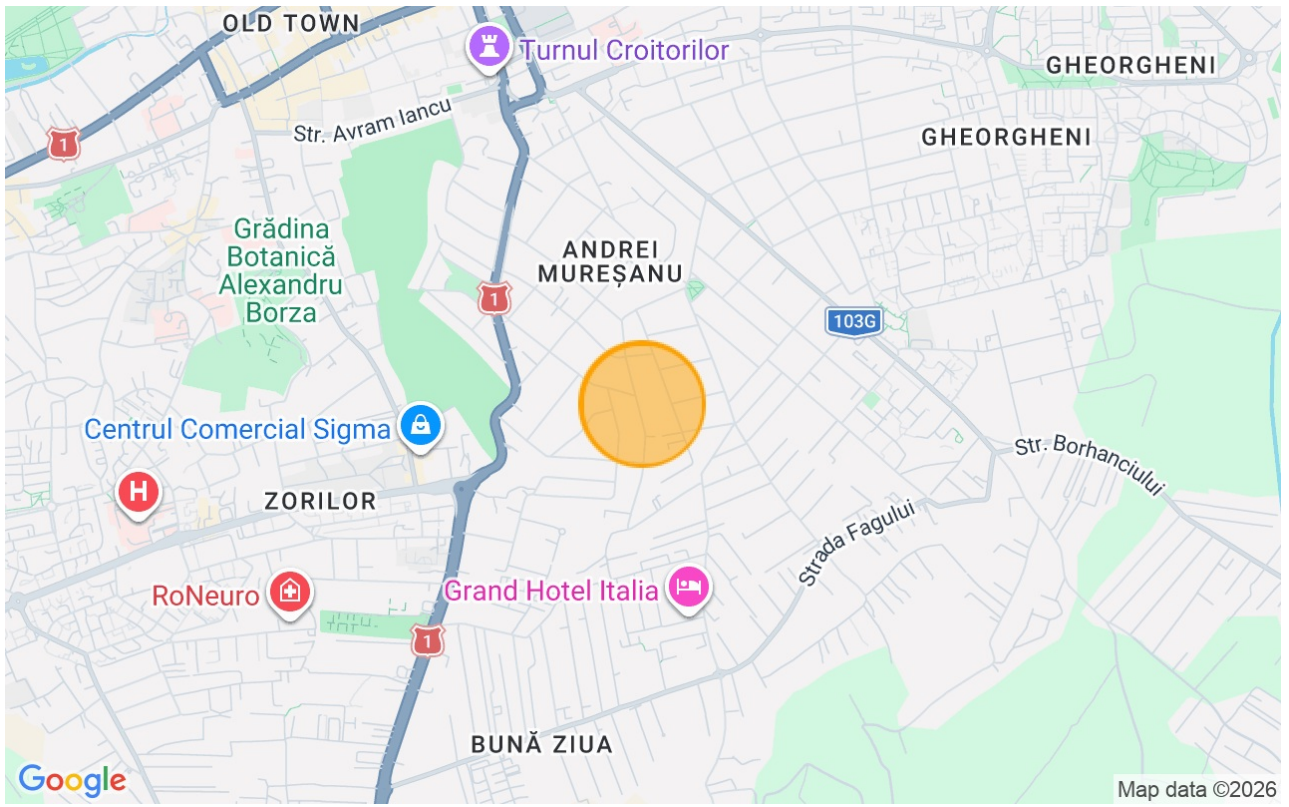 OLD TOWN
Turnul Croitorilor
GHEORGHENI
Str. Avram Iancu
1
GHEORGHENI
Grădina
Botanică
Alexandru
Borza
ANDREI
MUREȘANU
1
103G
Centrul Comercial Sigma
Str. Borhanciului
H
ZORILOR
Strada Fagului
RoNeuro
Grand Hotel Italia
1
BUNĂ ZIUA
Google
Map data ©2026